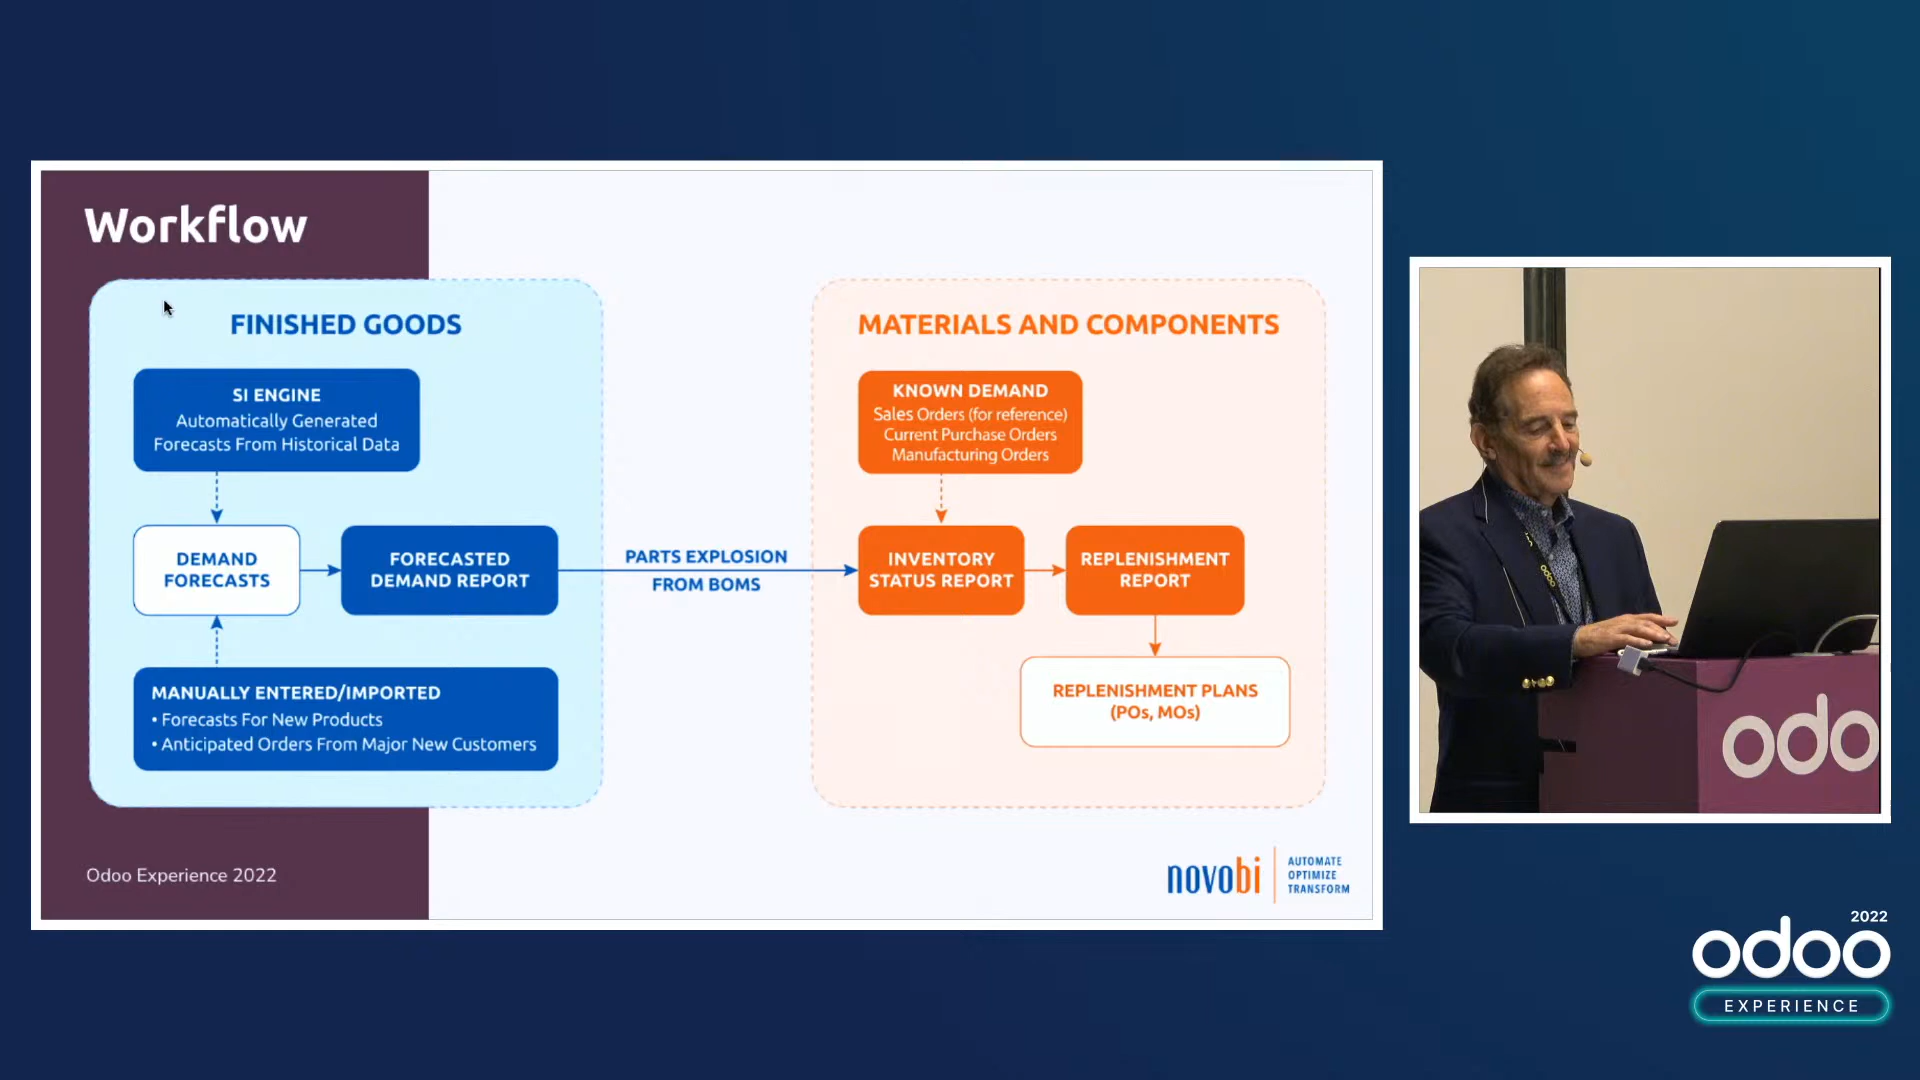 Workflow
FINISHED GOODS
SI ENGINE
Automatically Generated
Forecasts From Historical Data
DEMAND
FORECASTS
FORECASTED
DEMAND REPORT
MANUALLY ENTERED/IMPORTED
• Forecasts For New Products
• Anticipated Orders From Major New Customers
PARTS EXPLOSION
FROM BOMS
MATERIALS AND COMPONENTS
KNOWN DEMAND
Sales Orders (for reference)
Current Purchase Orders
Manufacturing Orders
INVENTORY
STATUS REPORT
REPLENISHMENT
REPORT
REPLENISHMENT PLANS
(POs, MOs)
Odoo Experience 2022
novobi
AUTOMATE
OPTIMIZE
TRANSFORM
odo
2022
odoo
EXPERIENCE